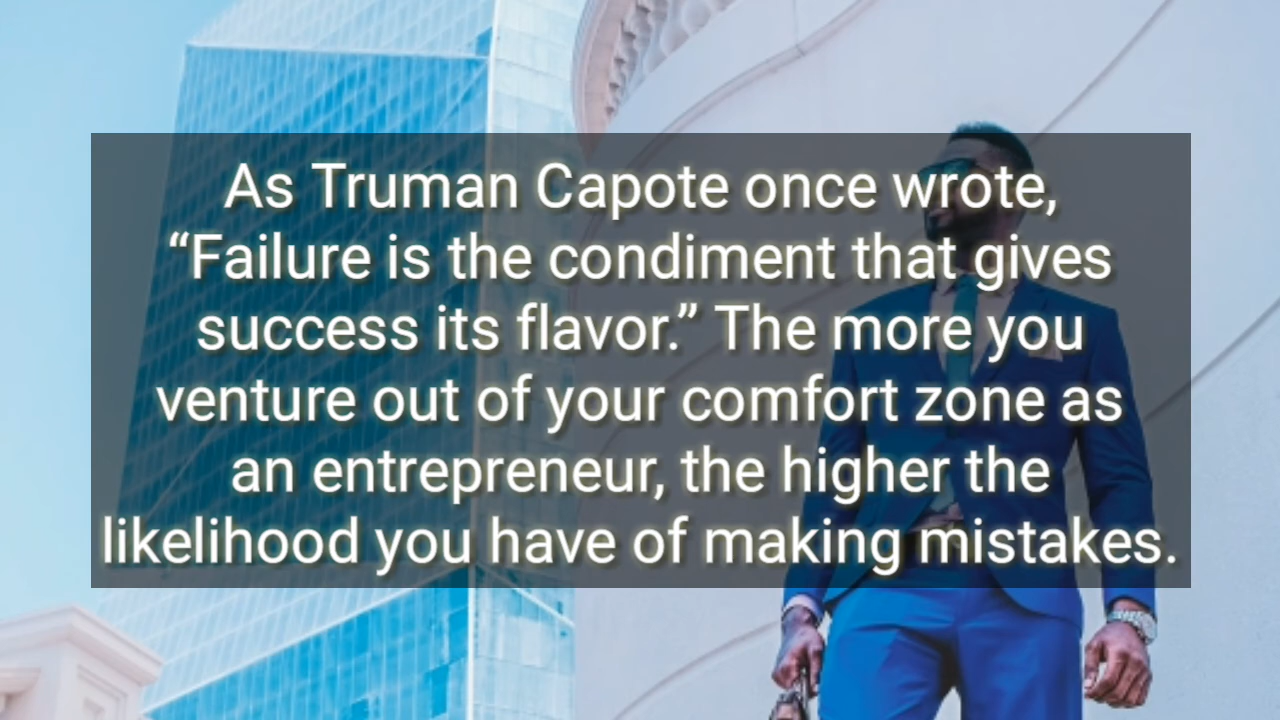 As Truman Capote once wrote,
“Failure is the condiment that gives
success its flavor.” The more you
venture out of your comfort zone as
an entrepreneur, the higher the
likelihood you have of making mistakes.